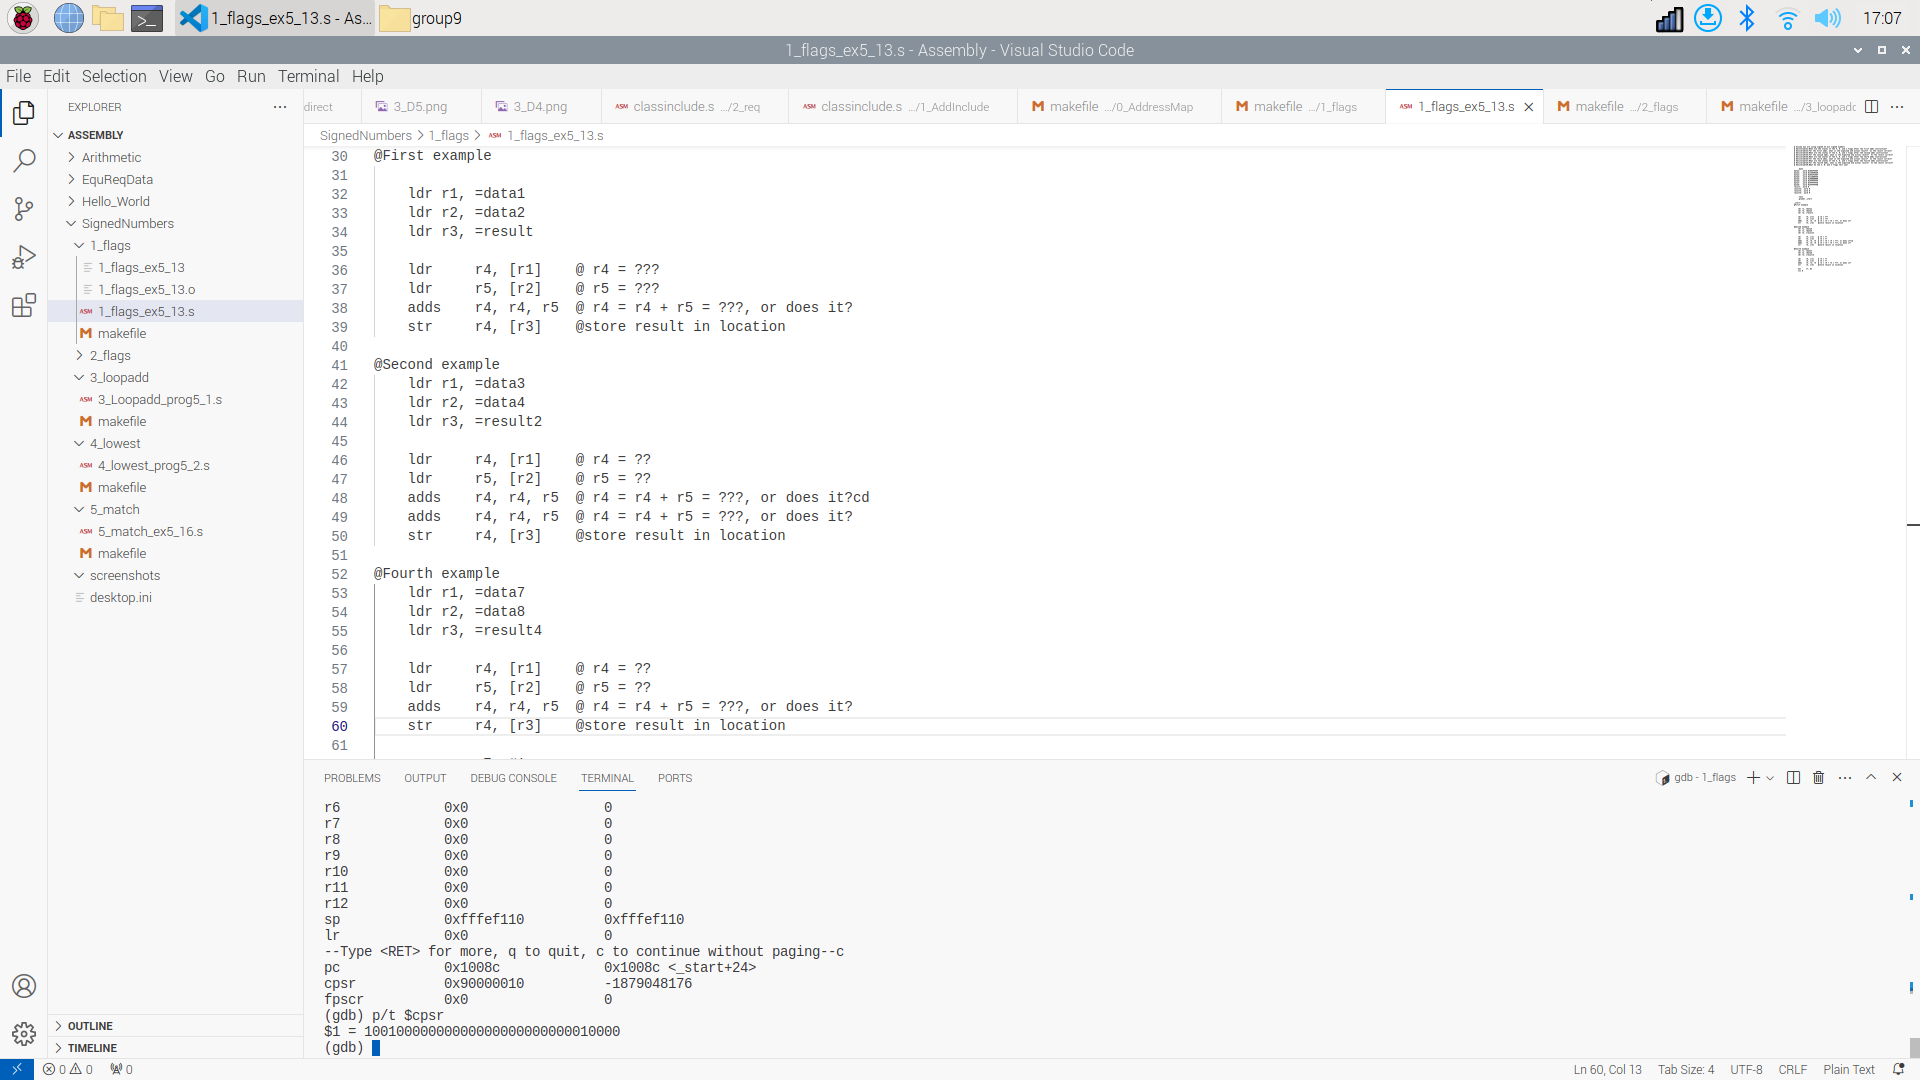 1_flags_ex5_13.s - As...
group9
17:07
1_flags_ex5_13.s - Assembly - Visual Studio Code
File Edit Selection View Go Run Terminal Help
EXPLORER
ASSEMBLY
Arithmetic
EquReqData
Hello_World
SignedNumbers
1_flags
1_flags_ex5_13
1_flags_ex5_13.o
ASM 1_flags_ex5_13.s
M makefile
2_flags
3_loopadd
ASM 3_Loopadd_prog5_1.s
M makefile
4_lowest
ASM 4_lowest_prog5_2.s
M makefile
5_match
ASM 5_match_ex5_16.s
M makefile
screenshots
desktop.ini
OUTLINE
TIMELINE
direct 3_D5.png 3_D4.png ASM classinclude.s .../2_req ASM classinclude.s .../1_AddInclude M makefile .../0_AddressMap M makefile .../1_flags ASM 1_flags_ex5_13.s M makefile .../2_flags M makefile .../3_loopadc
SignedNumbers > 1_flags > ASM 1_flags_ex5_13.s
30 @First example
31
32 ldr r1, =data1
33 ldr r2, =data2
34 ldr r3, =result
35
36 ldr r4, [r1] @ r4 = ???
37 ldr r5, [r2] @ r5 = ???
38 adds r4, r4, r5 @ r4 = r4 + r5 = ???, or does it?
39 str r4, [r3] @store result in location
40
41 @Second example
42 ldr r1, =data3
43 ldr r2, =data4
44 ldr r3, =result2
45
46 ldr r4, [r1] @ r4 = ??
47 ldr r5, [r2] @ r5 = ??
48 adds r4, r4, r5 @ r4 = r4 + r5 = ???, or does it?cd
49 adds r4, r4, r5 @ r4 = r4 + r5 = ???, or does it?
50 str r4, [r3] @store result in location
51
52 @Fourth example
53 ldr r1, =data7
54 ldr r2, =data8
55 ldr r3, =result4
56
57 ldr r4, [r1] @ r4 = ??
58 ldr r5, [r2] @ r5 = ??
59 adds r4, r4, r5 @ r4 = r4 + r5 = ???, or does it?
60 str r4, [r3] @store result in location
61
PROBLEMS OUTPUT DEBUG CONSOLE TERMINAL PORTS
gdb - 1_flags
r6 0x0 0
r7 0x0 0
r8 0x0 0
r9 0x0 0
r10 0x0 0
r11 0x0 0
r12 0x0 0
sp 0xfffef110 0xfffef110
lr 0x0 0
--Type <RET> for more, q to quit, c to continue without paging--c
pc 0x1008c 0x1008c <_start+24>
cpsr 0x90000010 -1879048176
fpscr 0x0 0
(gdb) p/t $cpsr
$1 = 10010000000000000000000000010000
(gdb)
0 0 0
Ln 60, Col 13 Tab Size: 4 UTF-8 CRLF Plain Text